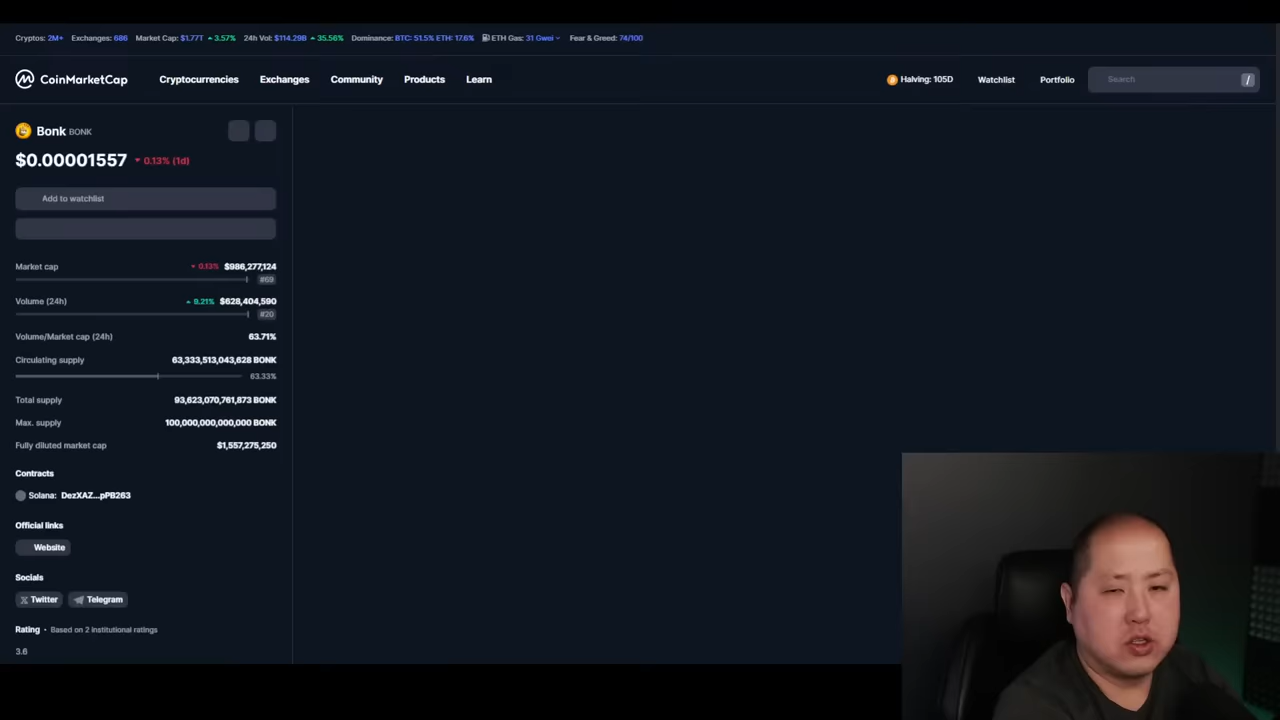 Cryptos: 2M+ Exchanges: 686 Market Cap: $1.77T 3.57% 24h Vol: $114.29B 35.56% Dominance: BTC: 51.5% ETH: 17.6% ETH Gas: 31 Gwei Fear & Greed: 74/100
CoinMarketCap Cryptocurrencies Exchanges Community Products Learn Halving: 105D Watchlist Portfolio Search /
Bonk BONK
$0.00001557 0.13% (1d)
Add to watchlist
Market cap 0.13% $986,277,124
#69
Volume (24h) 9.21% $628,404,590
#20
Volume/Market cap (24h) 63.71%
Circulating supply 63,333,513,043,628 BONK
63.33%
Total supply 93,623,070,761,873 BONK
Max. supply 100,000,000,000,000 BONK
Fully diluted market cap $1,557,275,250
Contracts
Solana: DezXAZ...pPB263
Official links
Website
Socials
Twitter Telegram
Rating • Based on 2 institutional ratings
3.6